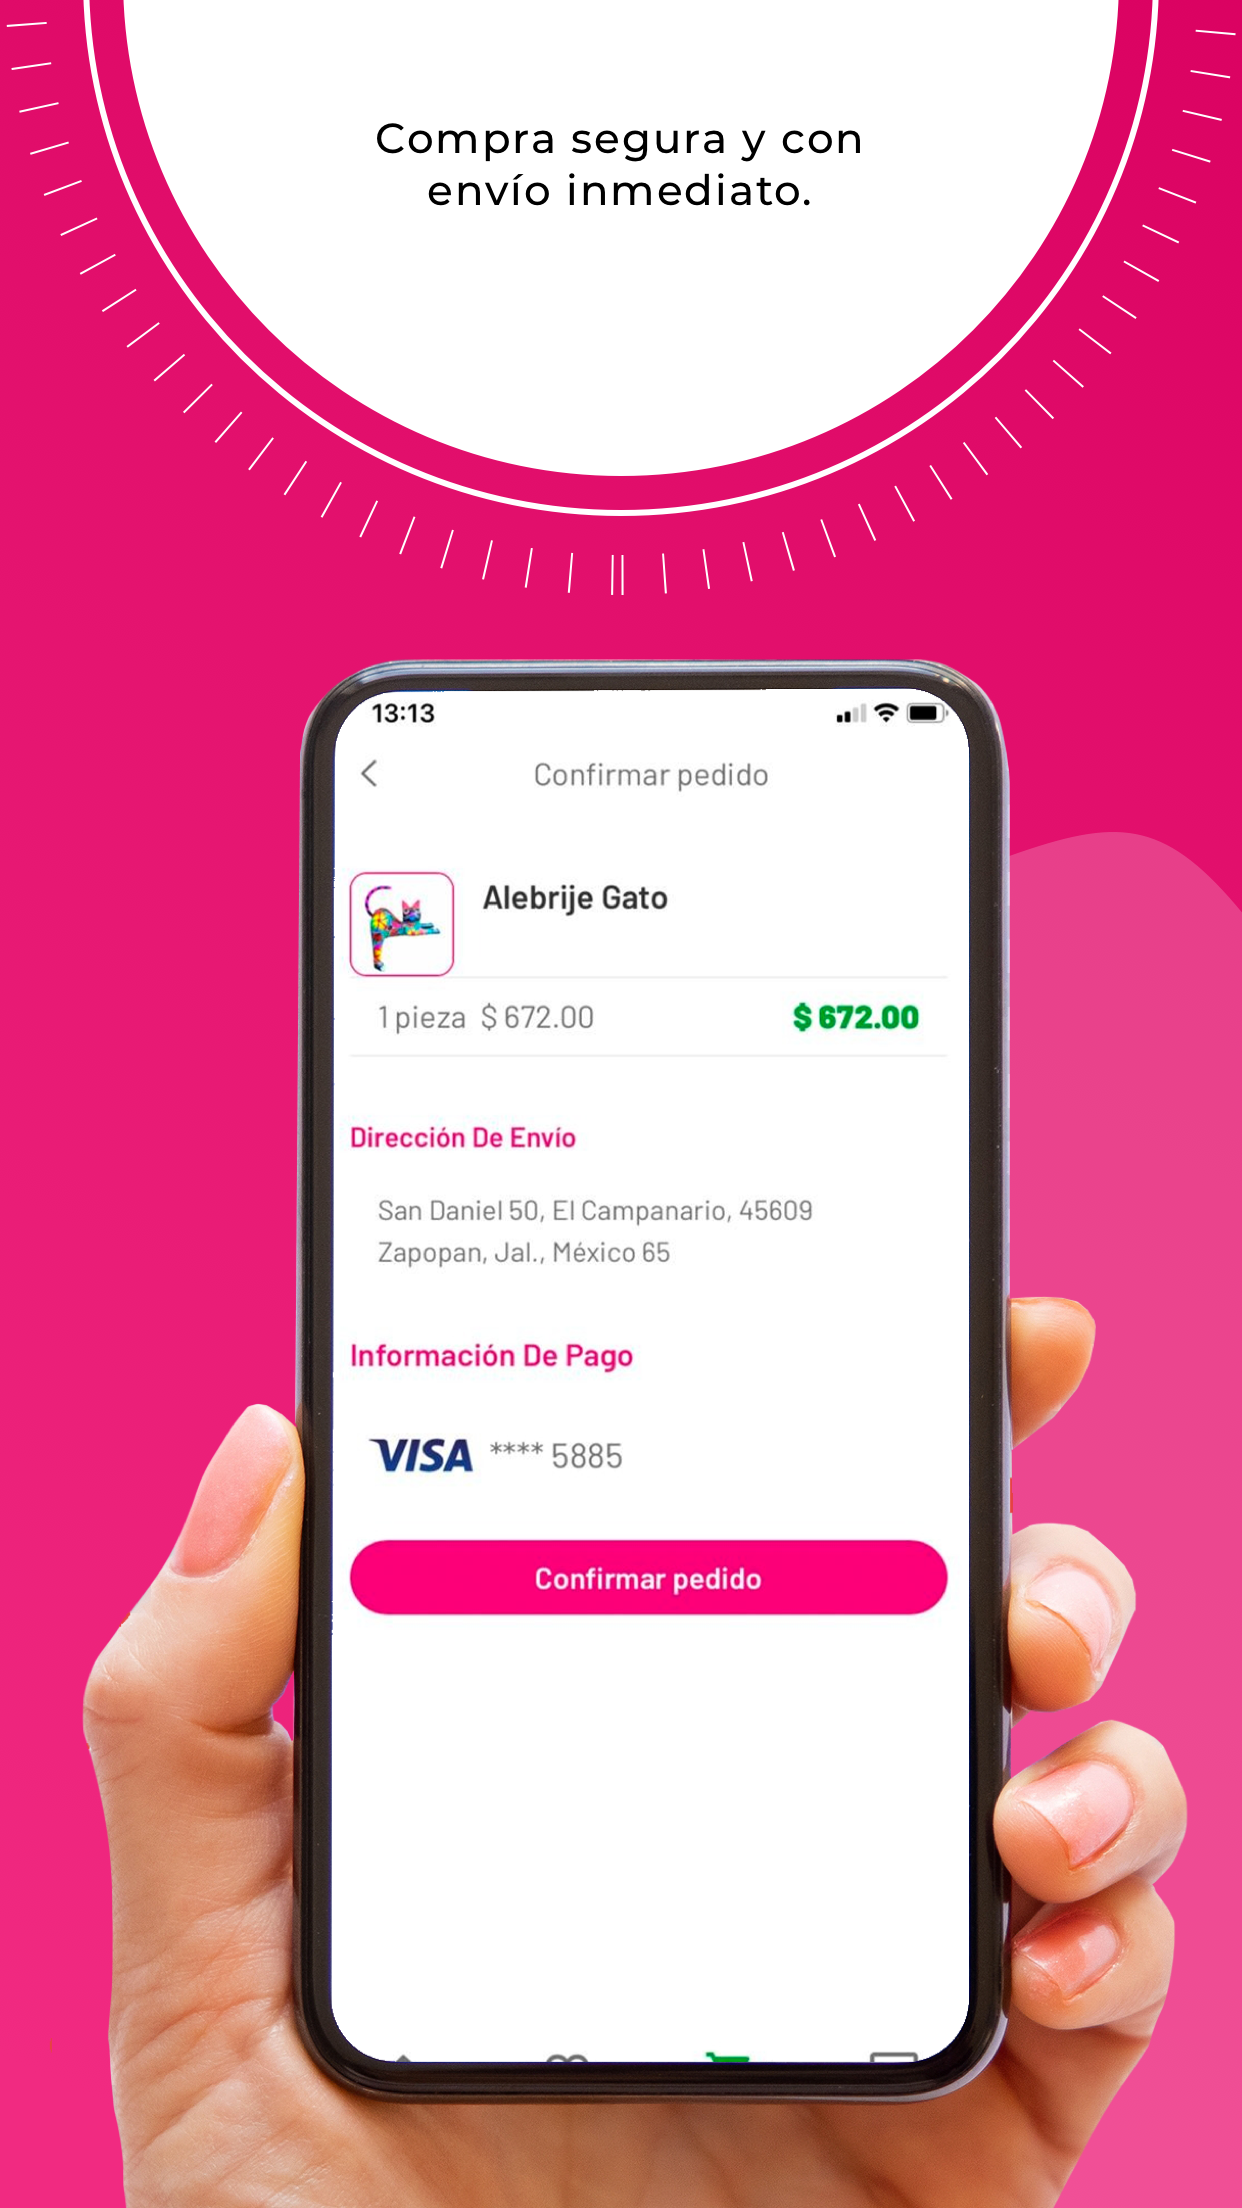 Compra segura y con
envío inmediato.
13:13
Confirmar pedido
Alebrije Gato
1 pieza $ 672.00 $ 672.00
Dirección De Envío
San Daniel 50, El Campanario, 45609
Zapopan, Jal., México 65
Información De Pago
VISA **** 5885
Confirmar pedido